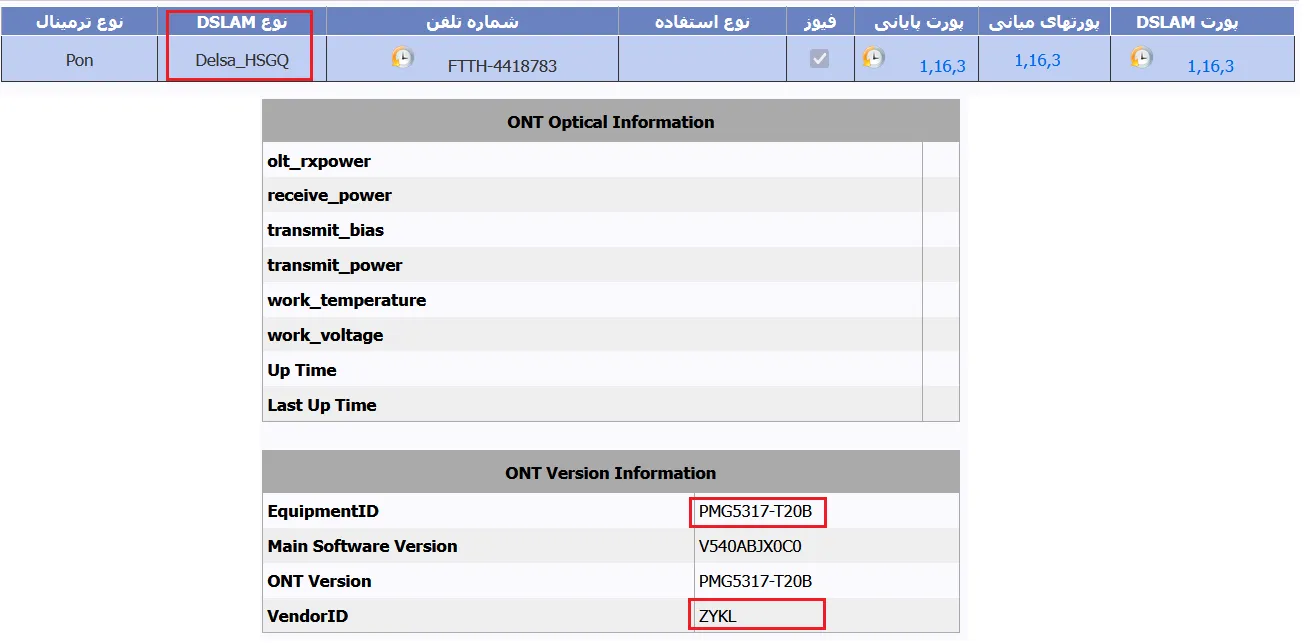 پورت DSLAM پورتهای میانی پورت پایانی فیوز نوع استفاده شماره تلفن نوع DSLAM نوع ترمینال
1,16,3 1,16,3 1,16,3 FTTH-4418783 Delsa_HSGQ Pon
ONT Optical Information
olt_rxpower
receive_power
transmit_bias
transmit_power
work_temperature
work_voltage
Up Time
Last Up Time
ONT Version Information
EquipmentID PMG5317-T20B
Main Software Version V540ABJX0C0
ONT Version PMG5317-T20B
VendorID ZYKL